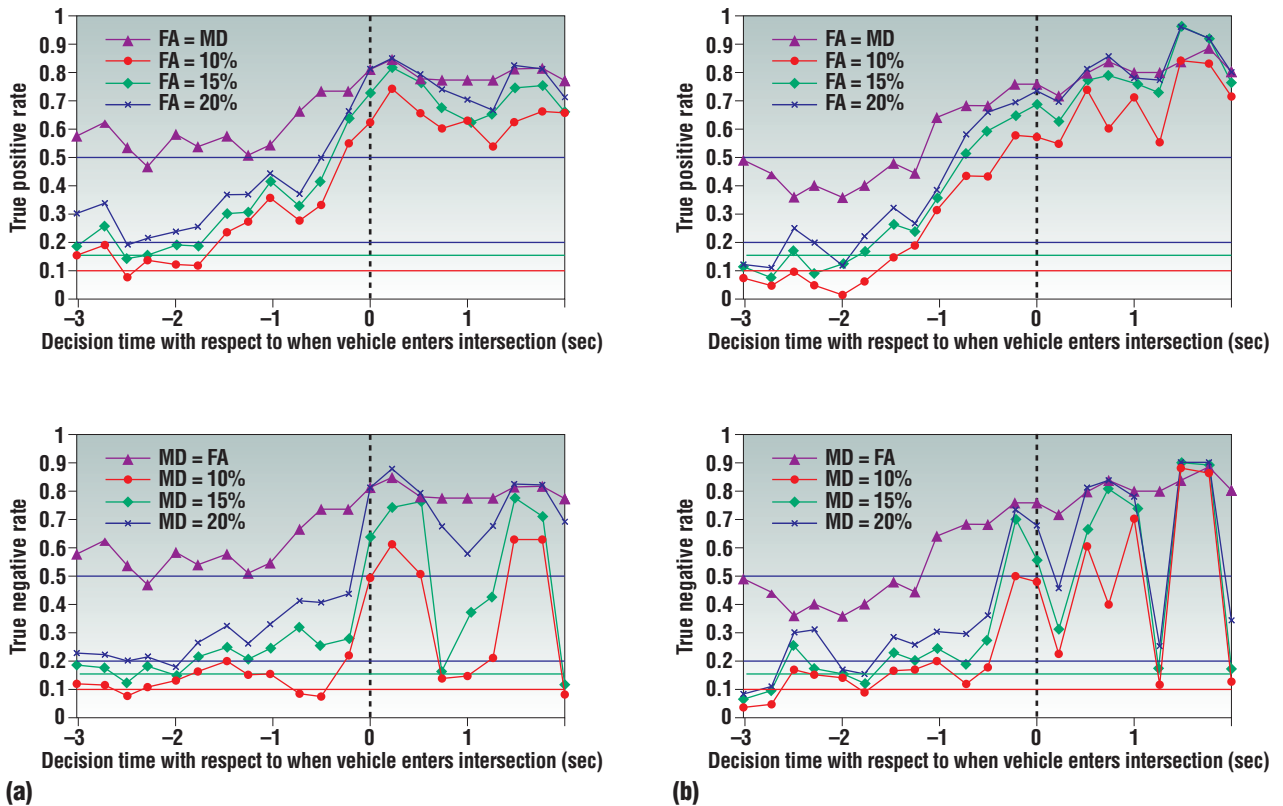 1
0.9
0.8
0.7
0.6
0.5
0.4
0.3
0.2
0.1
0
True positive rate
FA = MD
FA = 10%
FA = 15%
FA = 20%
–3 –2 –1 0 1
Decision time with respect to when vehicle enters intersection (sec)
1
0.9
0.8
0.7
0.6
0.5
0.4
0.3
0.2
0.1
0
True positive rate
FA = MD
FA = 10%
FA = 15%
FA = 20%
–3 –2 –1 0 1
Decision time with respect to when vehicle enters intersection (sec)
1
0.9
0.8
0.7
0.6
0.5
0.4
0.3
0.2
0.1
0
True negative rate
MD = FA
MD = 10%
MD = 15%
MD = 20%
–3 –2 –1 0 1
Decision time with respect to when vehicle enters intersection (sec)
(a)
1
0.9
0.8
0.7
0.6
0.5
0.4
0.3
0.2
0.1
0
True negative rate
MD = FA
MD = 10%
MD = 15%
MD = 20%
–3 –2 –1 0 1
Decision time with respect to when vehicle enters intersection (sec)
(b)